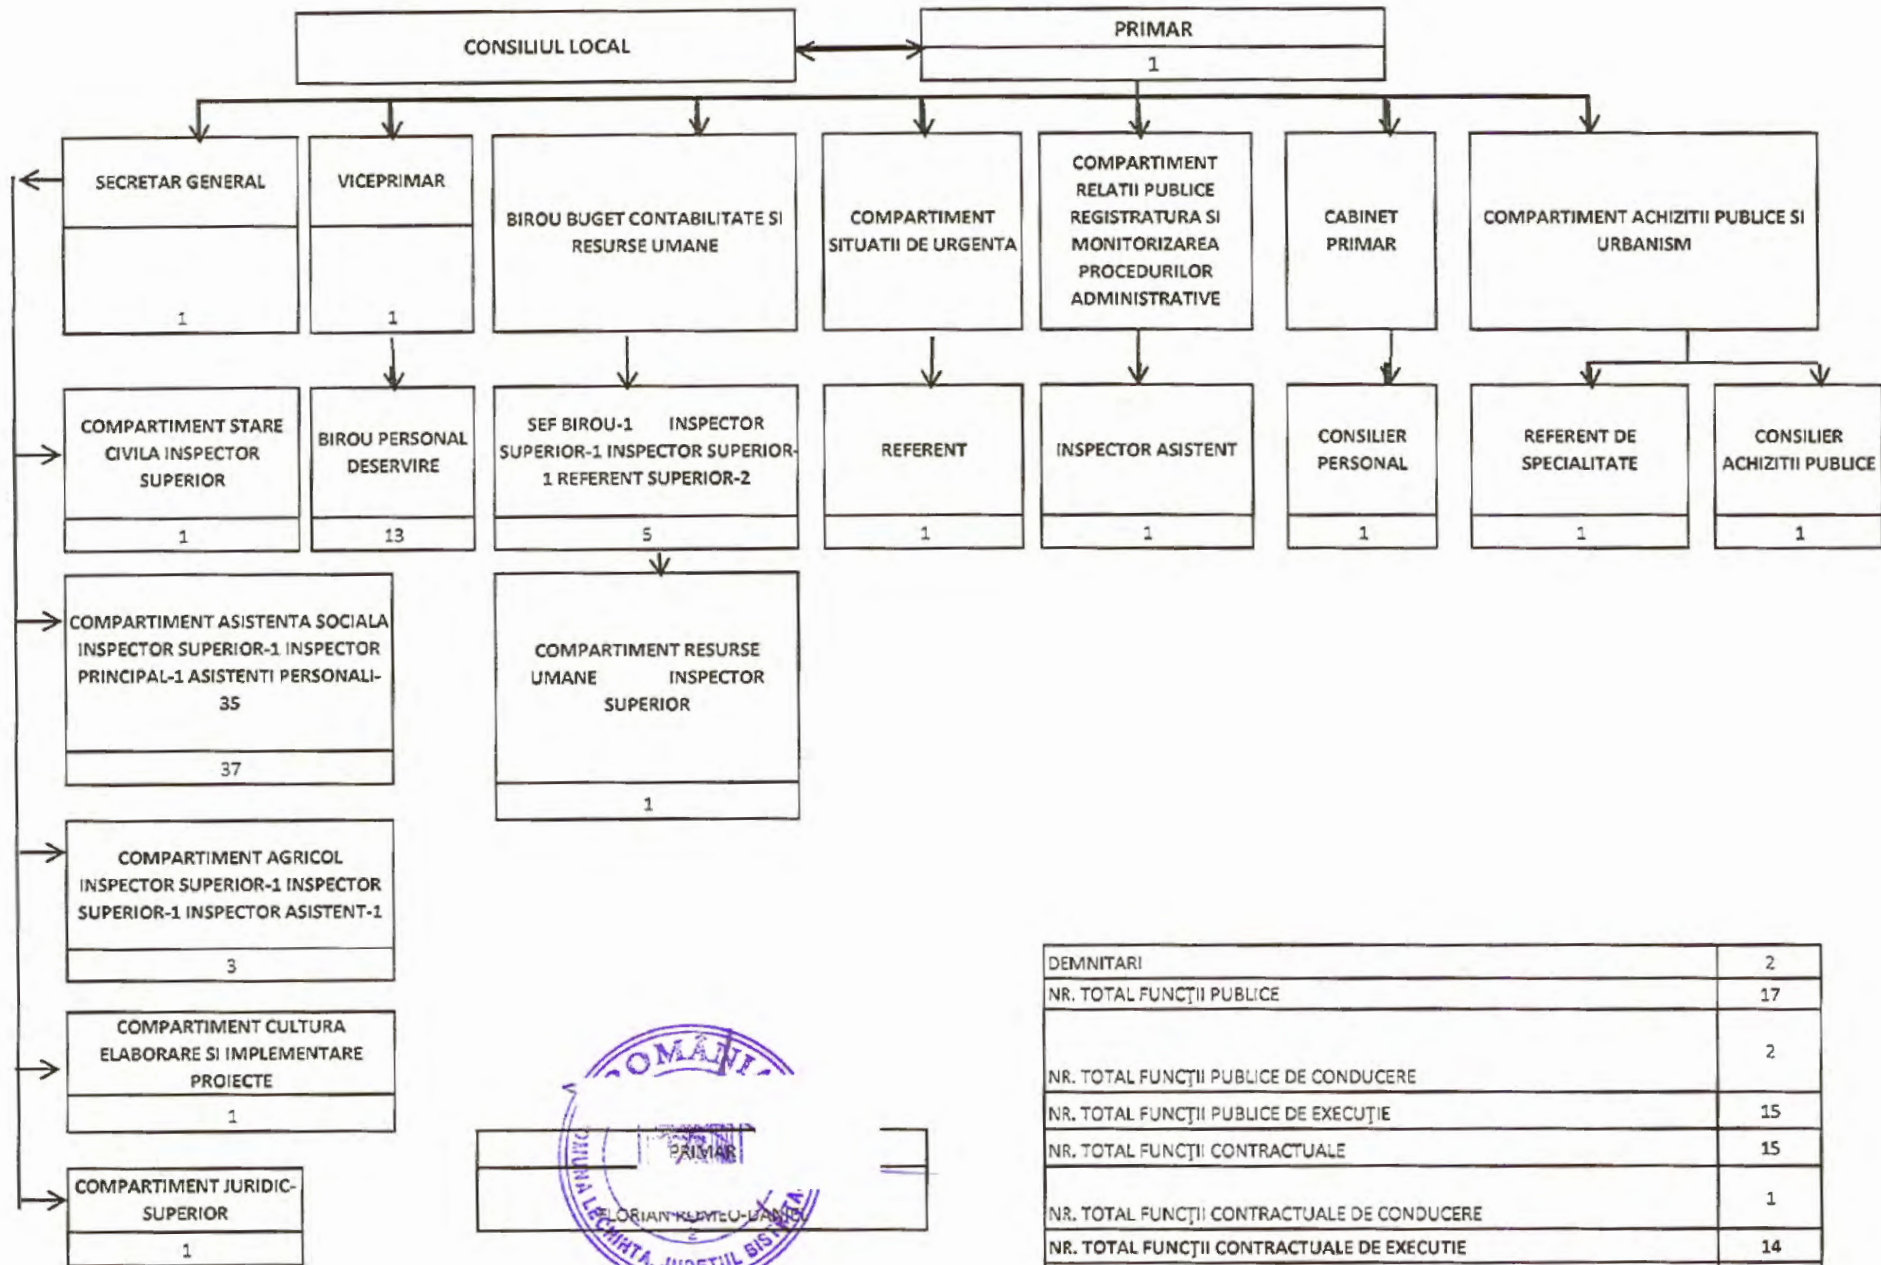 CONSILIUL LOCAL
PRIMAR
1
SECRETAR GENERAL
1
VICEPRIMAR
1
BIROU BUGET CONTABILITATE SI
RESURSE UMANE
COMPARTIMENT
SITUATII DE URGENTA
COMPARTIMENT
RELATII PUBLICE
REGISTRATURA SI
MONITORIZAREA
PROCEDURILOR
ADMINISTRATIVE
CABINET
PRIMAR
COMPARTIMENT ACHIZITII PUBLICE SI
URBANISM
COMPARTIMENT STARE
CIVILA INSPECTOR
SUPERIOR
1
BIROU PERSONAL
DESERVIRE
13
SEF BIROU-1 INSPECTOR
SUPERIOR-1 INSPECTOR SUPERIOR-
1 REFERENT SUPERIOR-2
5
REFERENT
1
INSPECTOR ASISTENT
1
CONSILIER
PERSONAL
1
REFERENT DE
SPECIALITATE
1
CONSILIER
ACHIZITII PUBLICE
1
COMPARTIMENT ASISTENTA SOCIALA
INSPECTOR SUPERIOR-1 INSPECTOR
PRINCIPAL-1 ASISTENTI PERSONALI-
35
37
COMPARTIMENT RESURSE
UMANE INSPECTOR
SUPERIOR
1
COMPARTIMENT AGRICOL
INSPECTOR SUPERIOR-1 INSPECTOR
SUPERIOR-1 INSPECTOR ASISTENT-1
3
COMPARTIMENT CULTURA
ELABORARE SI IMPLEMENTARE
PROIECTE
1
COMPARTIMENT JURIDIC-
SUPERIOR
1
PRIMAR
FLORIAN ROMEO-DANIEL
2
LECHINTA, JUDETUL
DEMNITARI 2
NR. TOTAL FUNCȚII PUBLICE 17
NR. TOTAL FUNCȚII PUBLICE DE CONDUCERE 2
NR. TOTAL FUNCȚII PUBLICE DE EXECUȚIE 15
NR. TOTAL FUNCȚII CONTRACTUALE 15
NR. TOTAL FUNCȚII CONTRACTUALE DE CONDUCERE 1
NR. TOTAL FUNCȚII CONTRACTUALE DE EXECUTIE 14